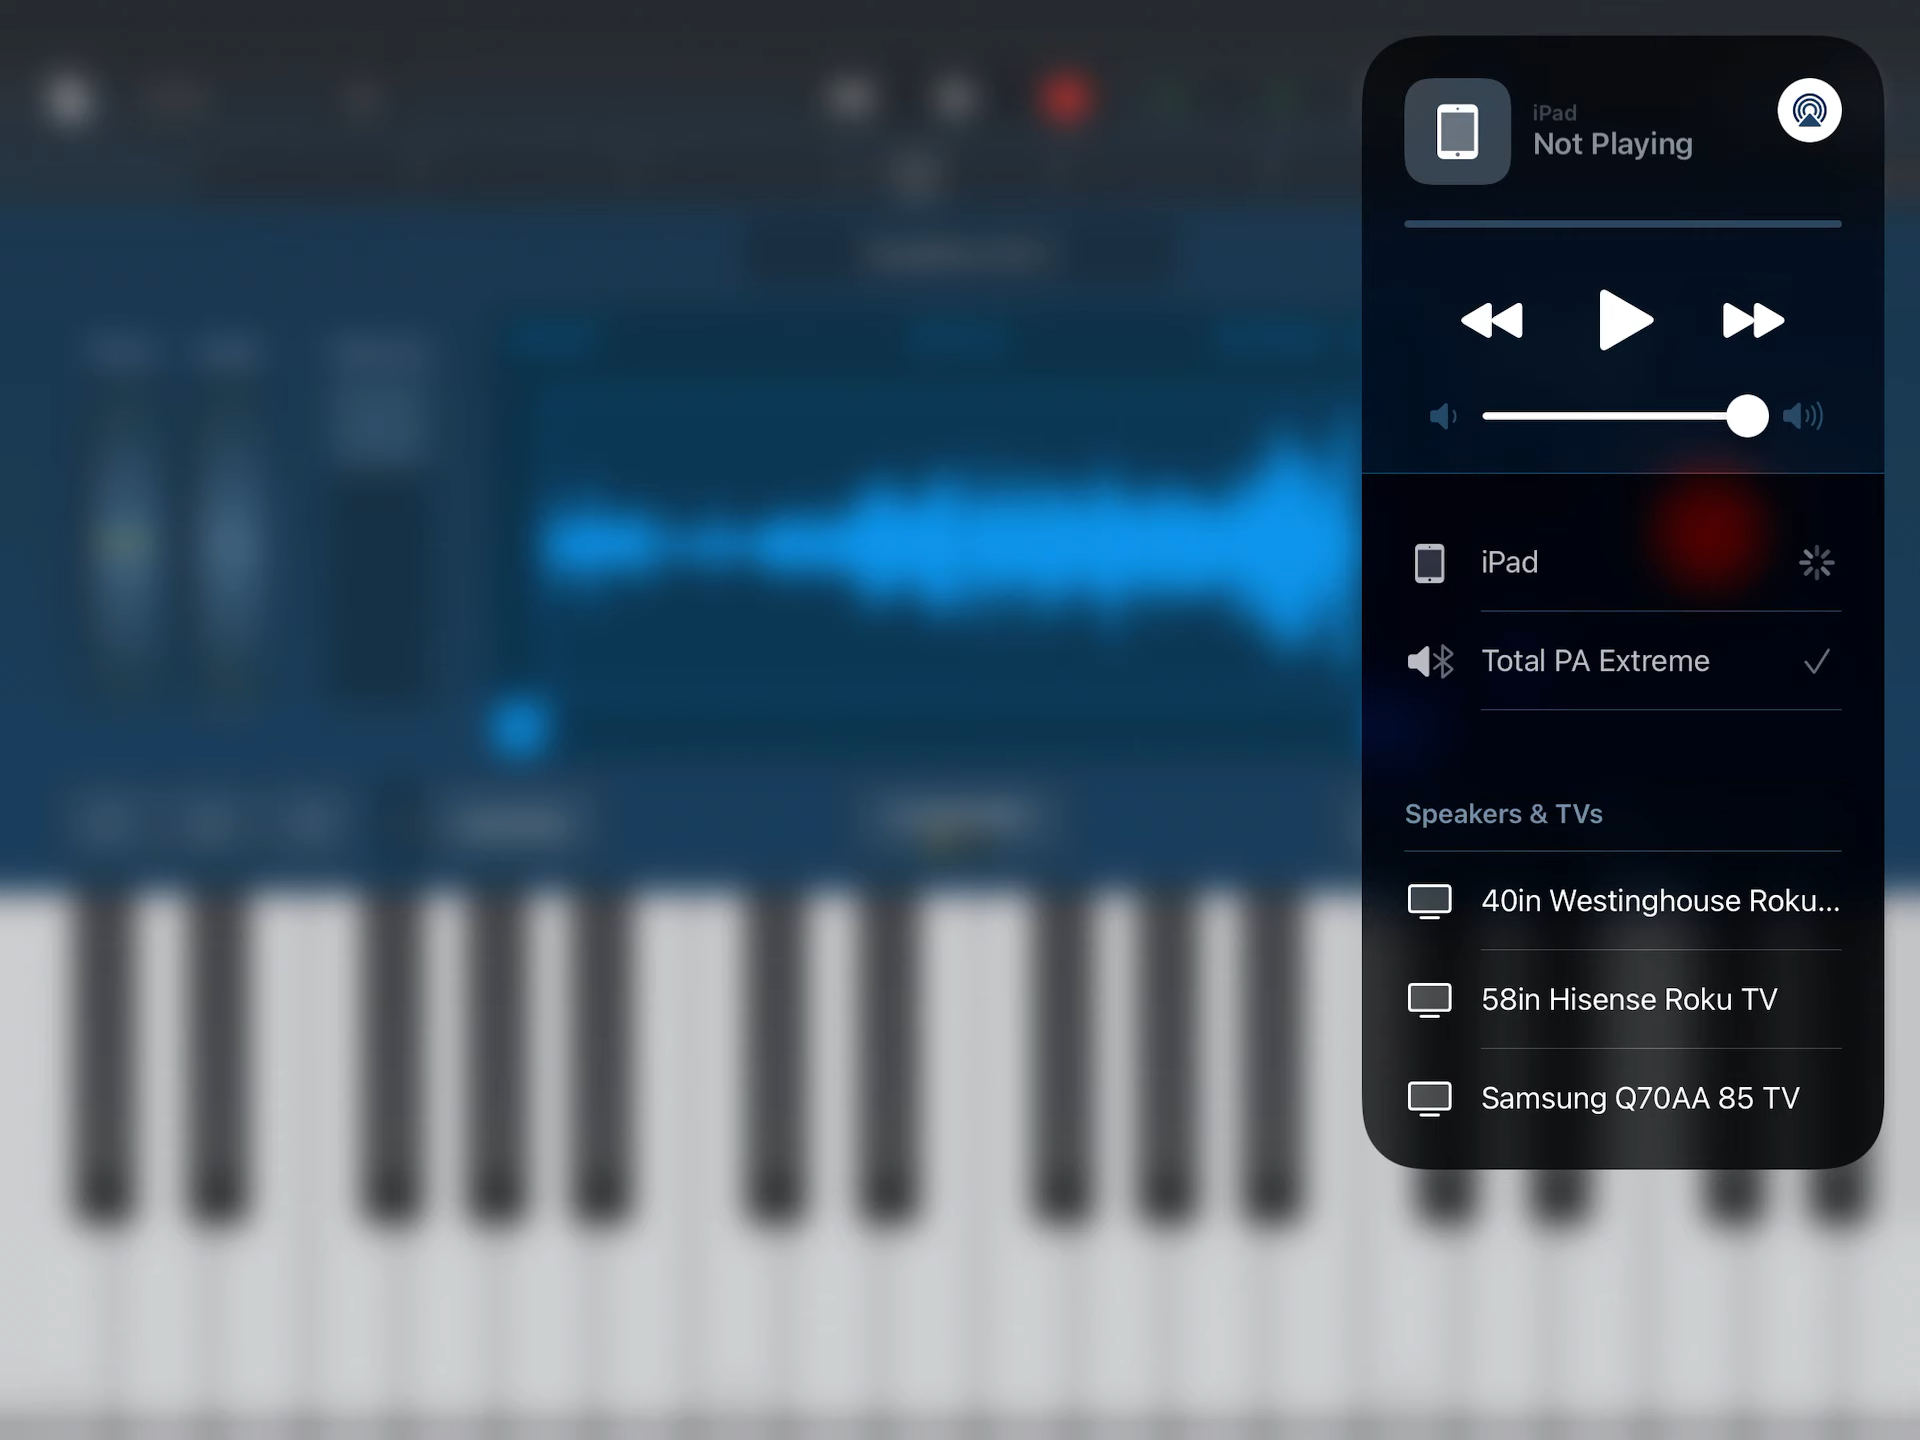 iPad
Not Playing
iPad
Total PA Extreme
Speakers & TVs
40in Westinghouse Roku...
58in Hisense Roku TV
Samsung Q70AA 85 TV